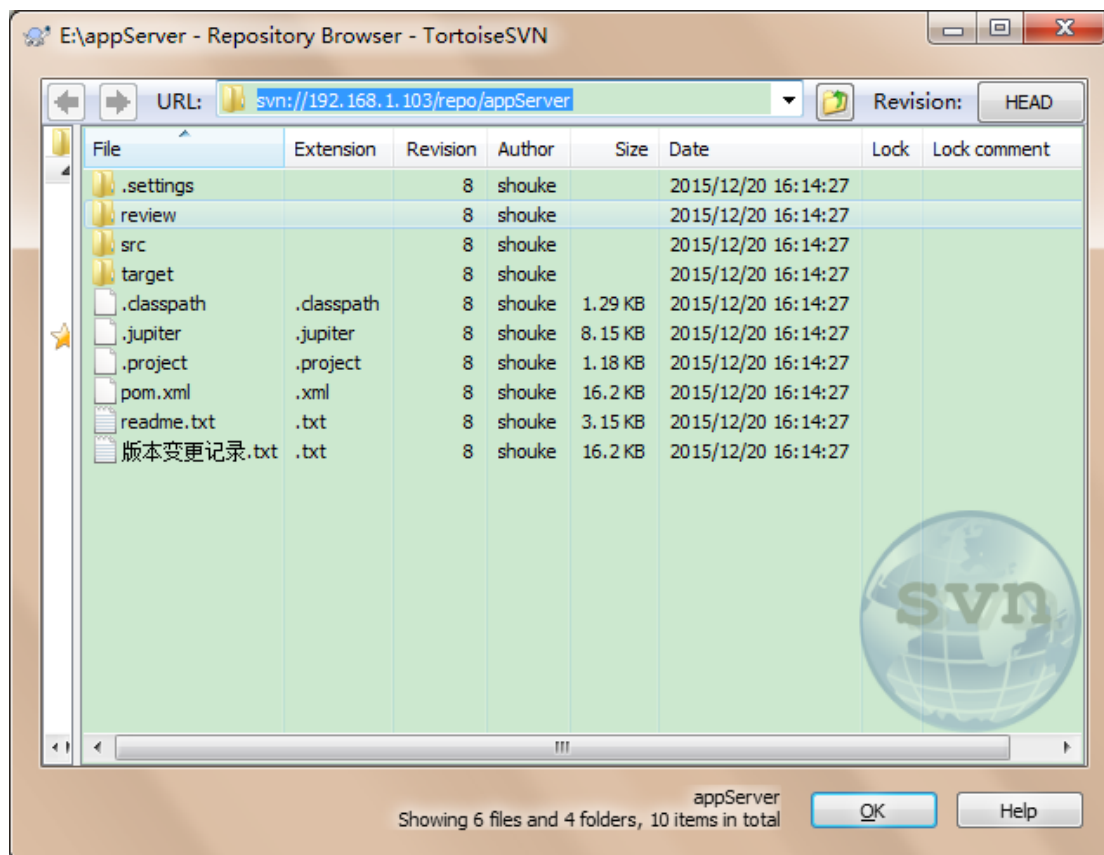 E:\appServer - Repository Browser - TortoiseSVN
URL: svn://192.168.1.103/repo/appServer Revision: HEAD
File Extension Revision Author Size Date Lock Lock comment
.settings 8 shouke 2015/12/20 16:14:27
review 8 shouke 2015/12/20 16:14:27
src 8 shouke 2015/12/20 16:14:27
target 8 shouke 2015/12/20 16:14:27
.classpath .classpath 8 shouke 1.29 KB 2015/12/20 16:14:27
.jupiter .jupiter 8 shouke 8.15 KB 2015/12/20 16:14:27
.project .project 8 shouke 1.18 KB 2015/12/20 16:14:27
pom.xml .xml 8 shouke 16.2 KB 2015/12/20 16:14:27
readme.txt .txt 8 shouke 3.15 KB 2015/12/20 16:14:27
版本变更记录.txt .txt 8 shouke 16.2 KB 2015/12/20 16:14:27
svn
appServer
Showing 6 files and 4 folders, 10 items in total
OK Help